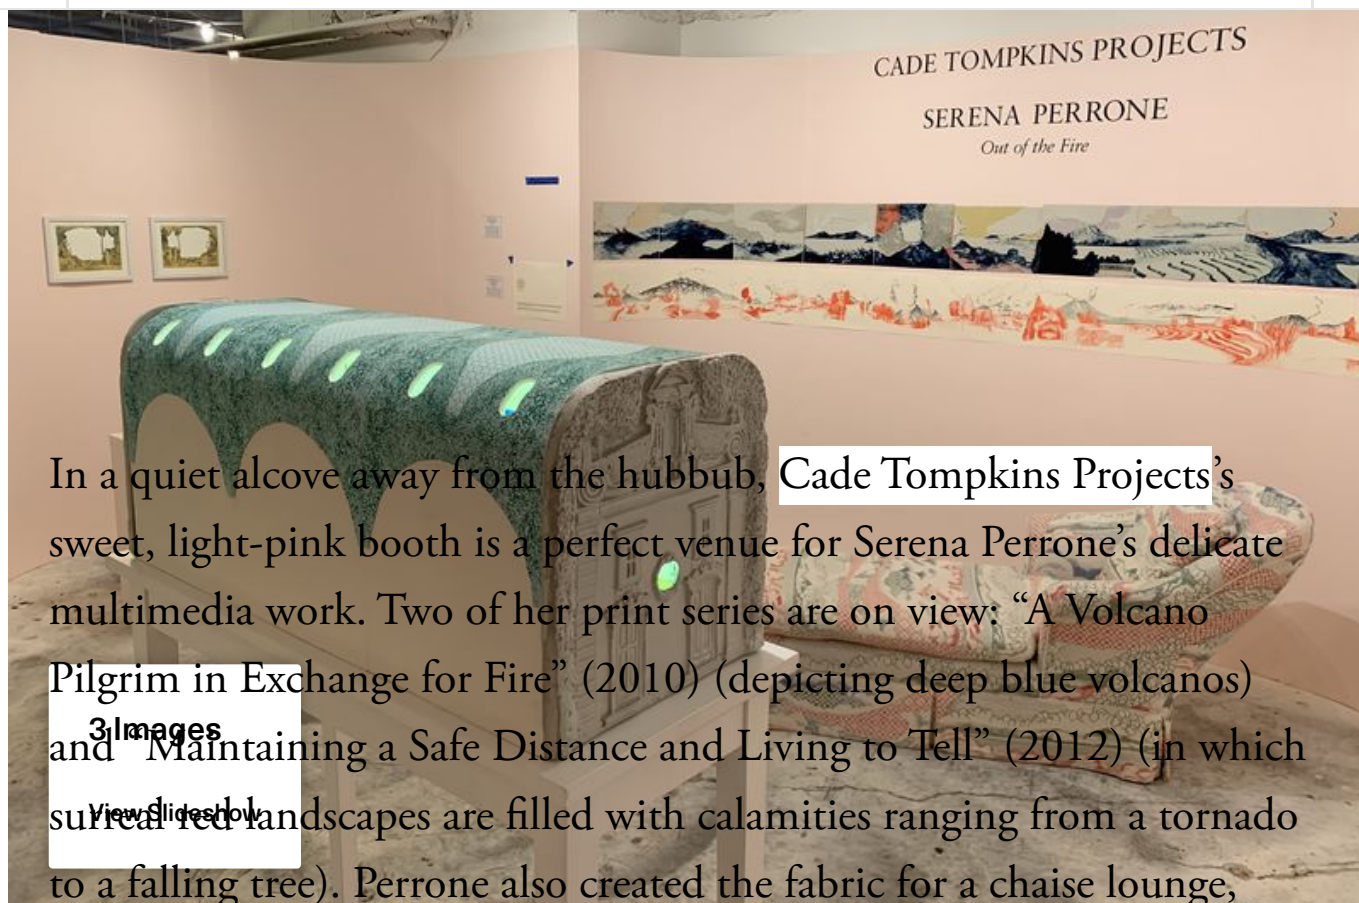 CADE TOMPKINS PROJECTS
SERENA PERRONE
Out of the Fire
In a quiet alcove away from the hubbub, Cade Tompkins Projects’s
sweet, light-pink booth is a perfect venue for Serena Perrone’s delicate
multimedia work. Two of her print series are on view: “A Volcano
Pilgrim in Exchange for Fire” (2010) (depicting deep blue volcanos)
and “Maintaining a Safe Distance and Living to Tell” (2012) (in which
surreal red landscapes are filled with calamities ranging from a tornado
to a falling tree). Perrone also created the fabric for a chaise lounge,
3 Images
View Slideshow